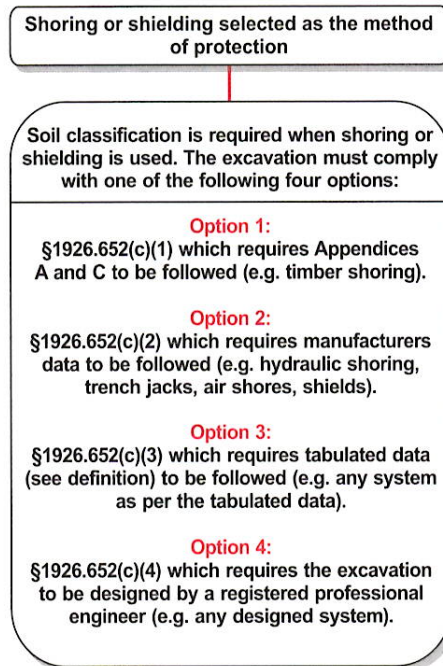 Shoring or shielding selected as the method
of protection
Soil classification is required when shoring or
shielding is used. The excavation must comply
with one of the following four options:
Option 1:
§1926.652(c)(1) which requires Appendices
A and C to be followed (e.g. timber shoring).
Option 2:
§1926.652(c)(2) which requires manufacturers
data to be followed (e.g. hydraulic shoring,
trench jacks, air shores, shields).
Option 3:
§1926.652(c)(3) which requires tabulated data
(see definition) to be followed (e.g. any system
as per the tabulated data).
Option 4:
§1926.652(c)(4) which requires the excavation
to be designed by a registered professional
engineer (e.g. any designed system).